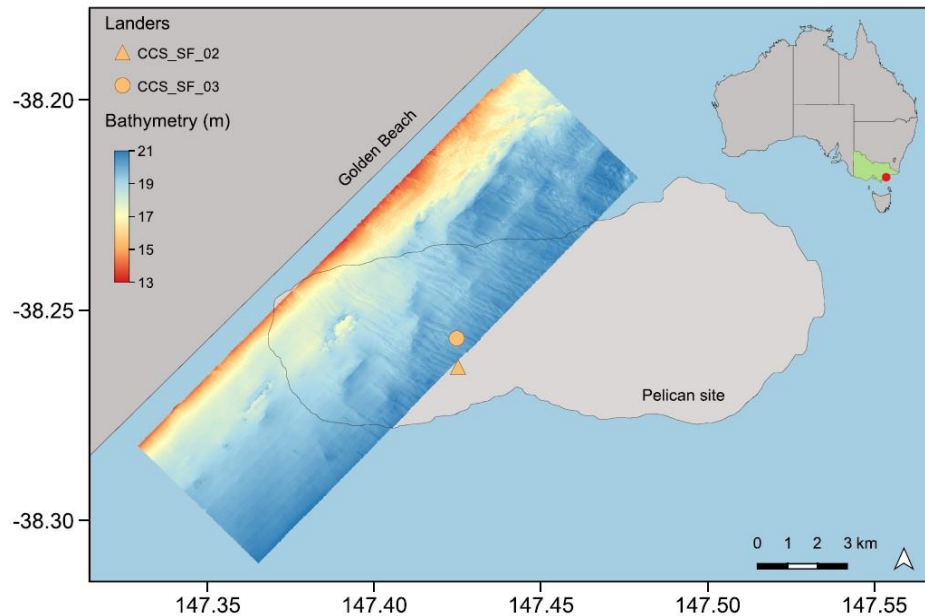 Landers
CCS_SF_02
CCS_SF_03
Bathymetry (m)
21
19
17
15
13
Golden Beach
Pelican site
0 1 2 3 km
-38.20
-38.25
-38.30
147.35 147.40 147.45 147.50 147.55